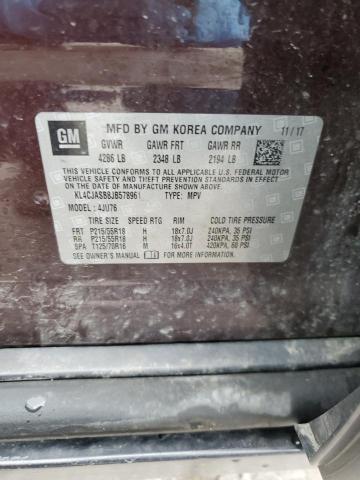 GM
MFD BY GM KOREA COMPANY 11/17
GVWR GAWR FRT GAWR RR
4286 LB 2348 LB 2194 LB
THIS VEHICLE CONFORMS TO ALL APPLICABLE U.S. FEDERAL MOTOR VEHICLE SAFETY, BUMPER, AND THEFT PREVENTION STANDARDS IN EFFECT ON THE DATE OF MANUFACTURE SHOWN ABOVE.
KL4CJASB8JB578961 TYPE: MPV
MODEL: 4JU76
TIRE SIZE SPEED RTG RIM COLD TIRE PRESSURE
FRT P215/55R18 H 18x7.0J 240KPA, 35 PSI
RR P215/55R18 H 18x7.0J 240KPA, 35 PSI
SPA T125/70R16 M 16x4.0T 420KPA, 60 PSI
SEE OWNER'S MANUAL FOR ADDITIONAL INFORMATION.